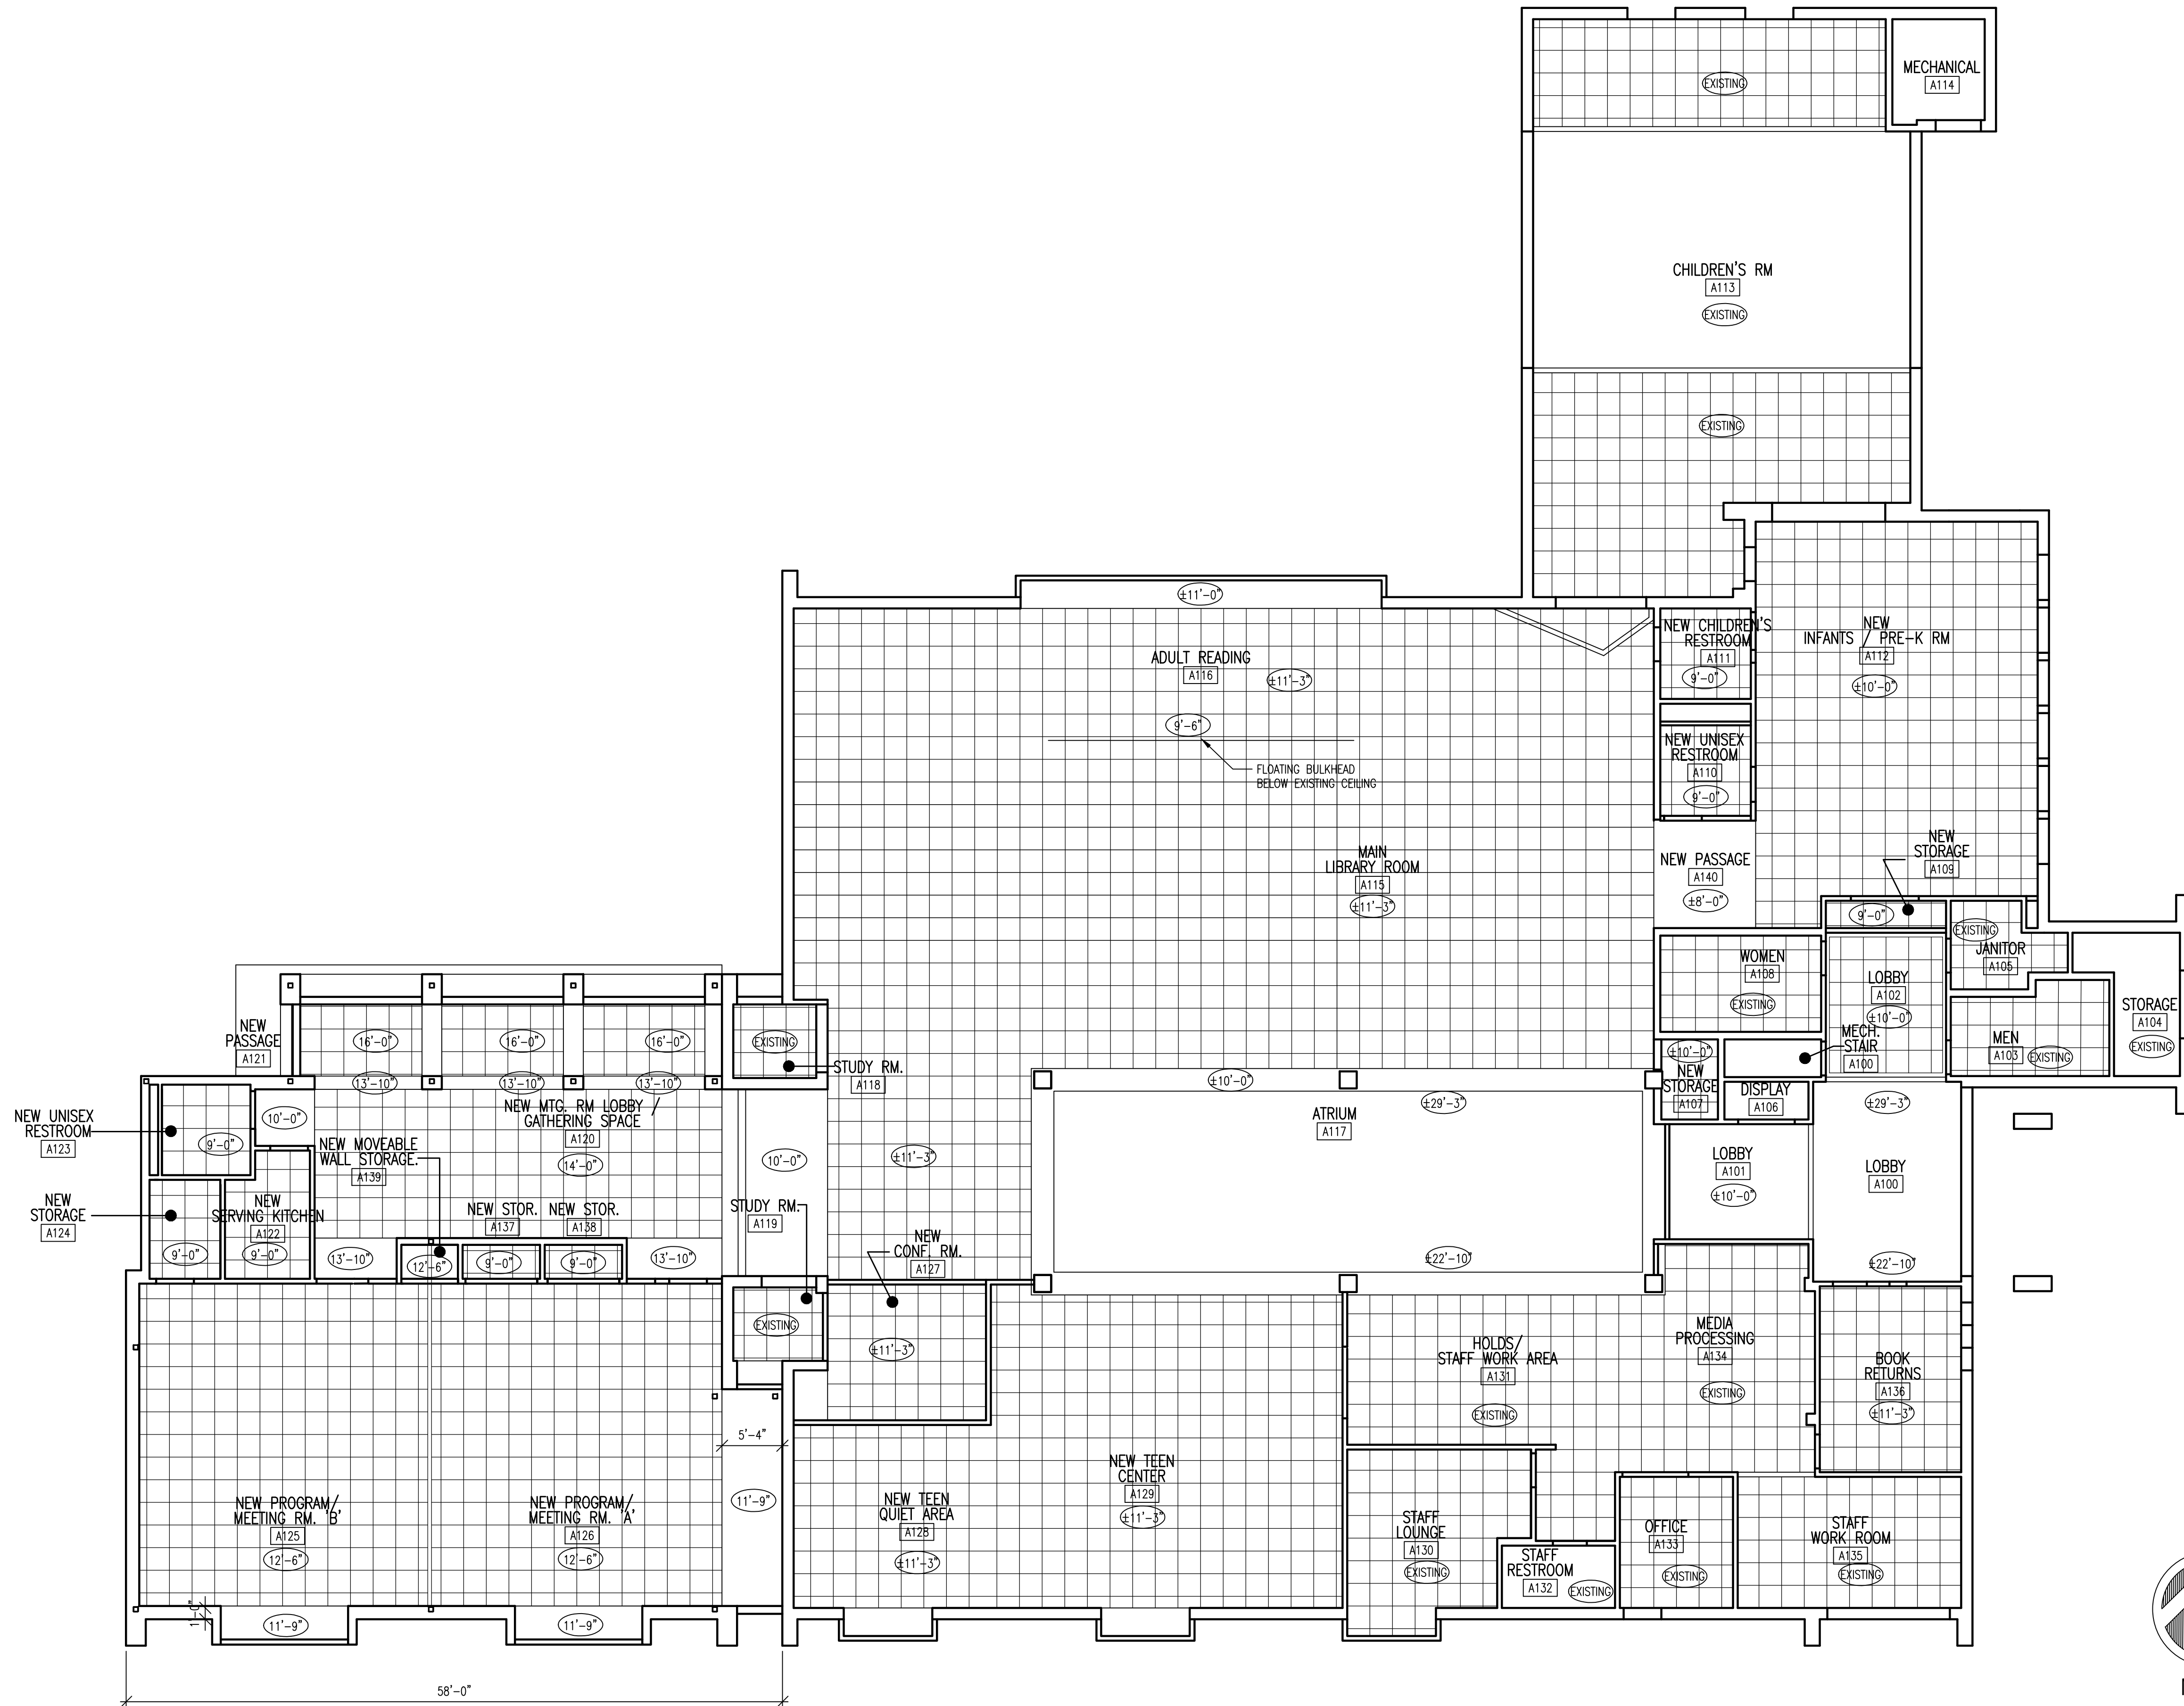 EXISTING
MECHANICAL
A114
CHILDREN'S RM
A113
EXISTING
EXISTING
±11'-0"
NEW CHILDREN'S
RESTROOM
A111
9'-0"
NEW
INFANTS / PRE-K RM
A112
±10'-0"
ADULT READING
A116
±11'-3"
9'-6"
FLOATING BULKHEAD
BELOW EXISTING CEILING
NEW UNISEX
RESTROOM
A110
9'-0"
MAIN
LIBRARY ROOM
A115
±11'-3"
NEW PASSAGE
A140
±8'-0"
NEW
STORAGE
A109
9'-0"
EXISTING
JANITOR
A105
WOMEN
A108
EXISTING
LOBBY
A102
±10'-0"
STORAGE
A104
EXISTING
MEN
A103
EXISTING
MECH.
STAIR
A100
±10'-0"
NEW
STORAGE
A107
DISPLAY
A106
NEW
PASSAGE
A121
16'-0"
16'-0"
16'-0"
EXISTING
STUDY RM.
A118
13'-10"
13'-10"
13'-10"
±10'-0"
±29'-3"
±29'-3"
ATRIUM
A117
NEW UNISEX
RESTROOM
A123
9'-0"
10'-0"
NEW MTG. RM LOBBY /
GATHERING SPACE
A120
14'-0"
NEW MOVEABLE
WALL STORAGE.
A139
10'-0"
±11'-3"
LOBBY
A101
±10'-0"
LOBBY
A100
NEW
STORAGE
A124
9'-0"
NEW
SERVING KITCHEN
A122
9'-0"
NEW STOR.
A137
NEW STOR.
A138
STUDY RM.
A119
13'-10"
12'-6"
9'-0"
9'-0"
13'-10"
NEW
CONF. RM.
A127
±22'-10"
±22'-10"
EXISTING
±11'-3"
HOLDS/
STAFF WORK AREA
A131
EXISTING
MEDIA
PROCESSING
A134
EXISTING
BOOK
RETURNS
A136
±11'-3"
5'-4"
11'-9"
NEW PROGRAM/
MEETING RM. 'B'
A125
12'-6"
NEW PROGRAM/
MEETING RM. 'A'
A126
12'-6"
NEW TEEN
QUIET AREA
A128
±11'-3"
NEW TEEN
CENTER
A129
±11'-3"
STAFF
LOUNGE
A130
EXISTING
STAFF
RESTROOM
A132
EXISTING
OFFICE
A133
EXISTING
STAFF
WORK ROOM
A135
EXISTING
1'-0"
11'-9"
11'-9"
58'-0"